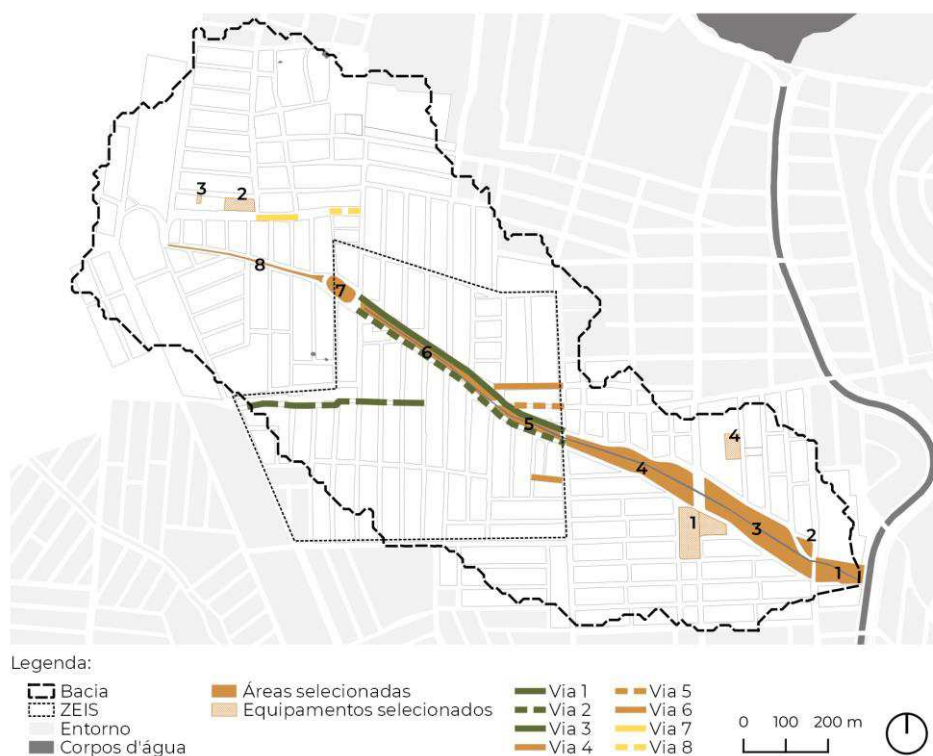 3
2
8
7
6
5
4
4
1
3
2
1
Legenda:
Bacia
ZEIS
Entorno
Corpos d'água
Áreas selecionadas
Equipamentos selecionados
Via 1
Via 2
Via 3
Via 4
Via 5
Via 6
Via 7
Via 8
0 100 200 m